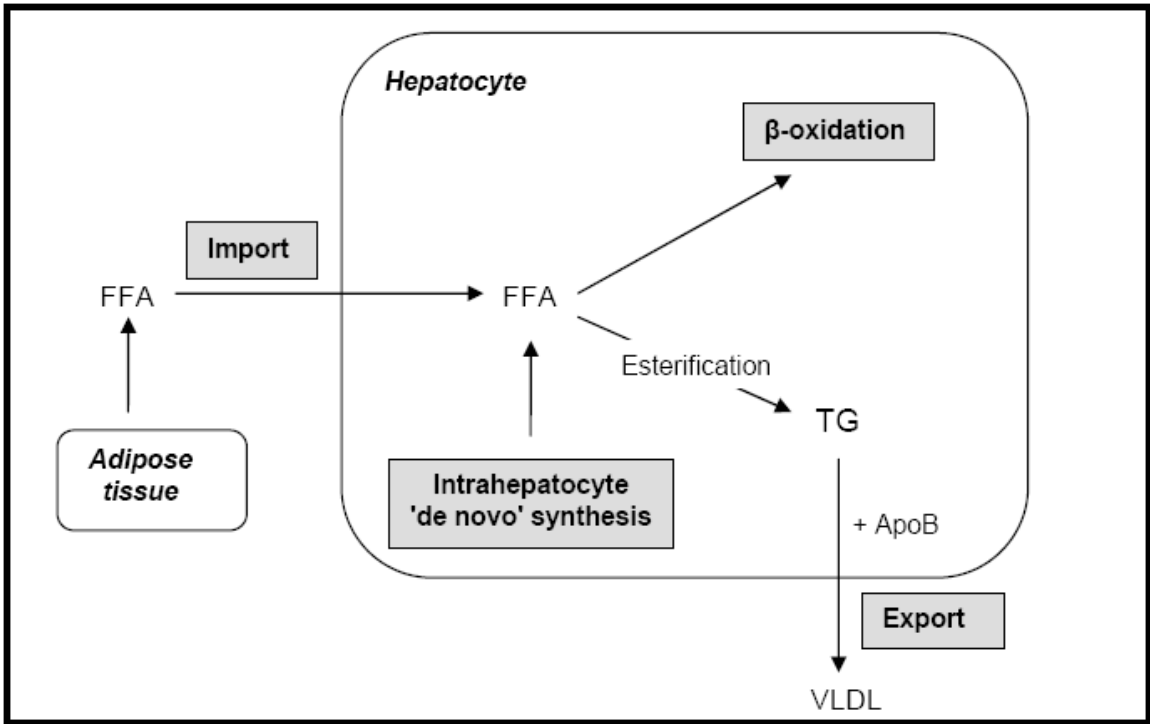 Hepatocyte
β-oxidation
Import
FFA
FFA
Esterification
TG
Adipose
tissue
Intrahepatocyte
'de novo' synthesis
+ ApoB
Export
VLDL